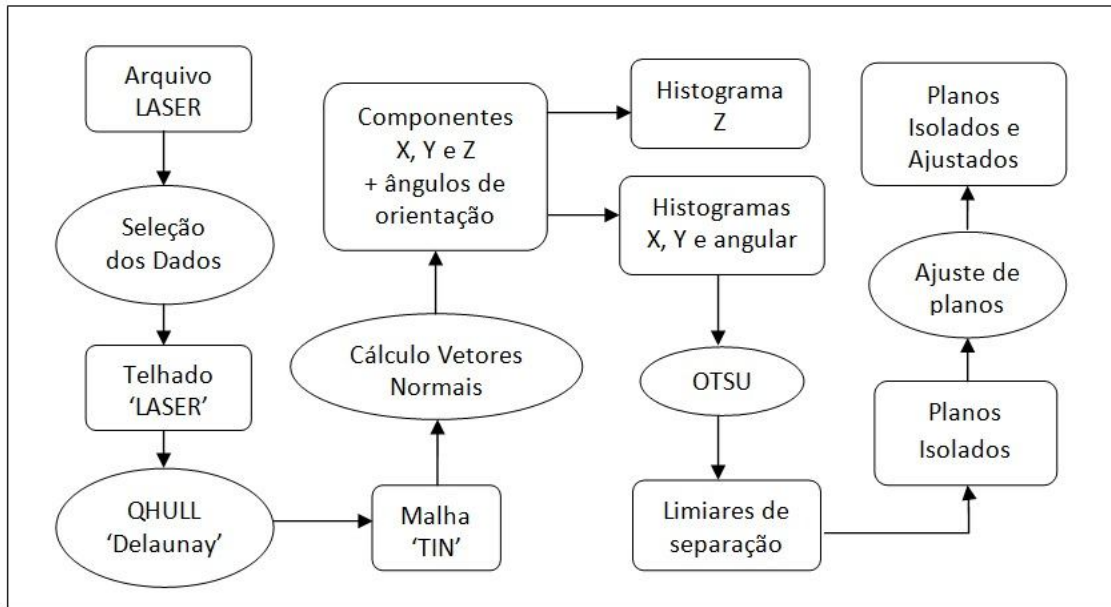 Arquivo
LASER
Seleção
dos Dados
Telhado
‘LASER’
QHULL
‘Delaunay’
Malha
‘TIN’
Cálculo Vetores
Normais
Componentes
X, Y e Z
+ ângulos de
orientação
Histograma
Z
Histogramas
X, Y e angular
OTSU
Limiares de
separação
Planos
Isolados
Ajuste de
planos
Planos
Isolados e
Ajustados